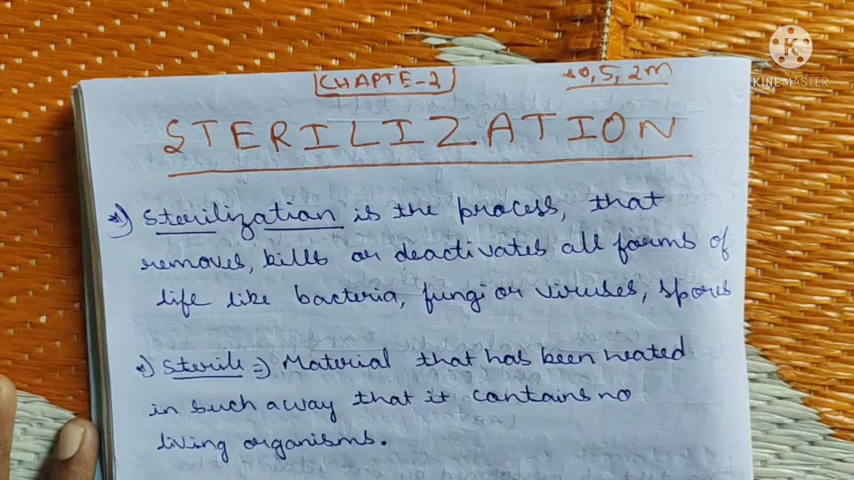 CHAPTE-2
10, 5, 2m
STERILIZATION
*) Sterilization is the process, that
removes, kills or deactivates all forms of
life like bacteria, fungi or viruses, spores
*) Sterile => Material that has been heated
in such a way that it contains no
living organisms.
K
KINEMASTER